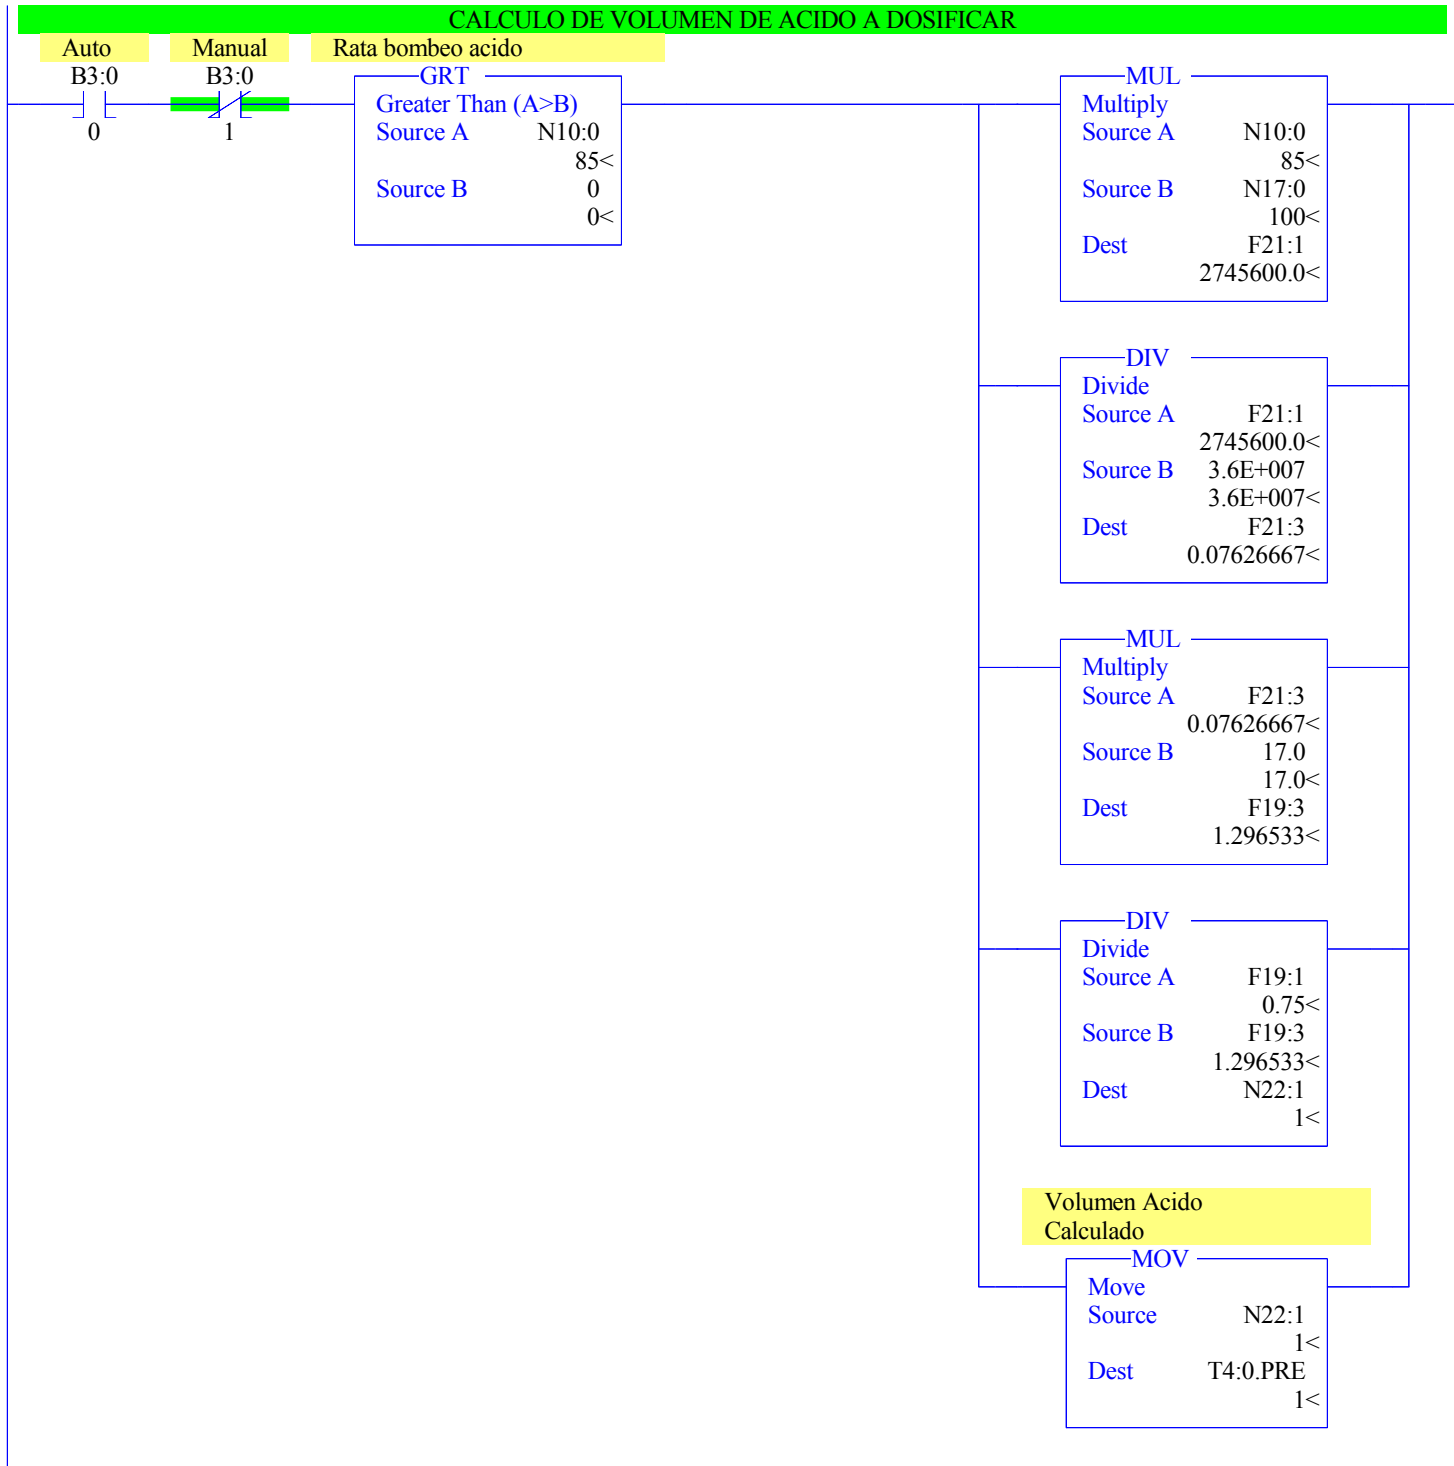 CALCULO DE VOLUMEN DE ACIDO A DOSIFICAR
Auto
B3:0
0
Manual
B3:0
1
Rata bombeo acido
GRT
Greater Than (A>B)
Source A N10:0
85<
Source B 0
0<
MUL
Multiply
Source A N10:0
85<
Source B N17:0
100<
Dest F21:1
2745600.0<
DIV
Divide
Source A F21:1
2745600.0<
Source B 3.6E+007
3.6E+007<
Dest F21:3
0.07626667<
MUL
Multiply
Source A F21:3
0.07626667<
Source B 17.0
17.0<
Dest F19:3
1.296533<
DIV
Divide
Source A F19:1
0.75<
Source B F19:3
1.296533<
Dest N22:1
1<
Volumen Acido
Calculado
MOV
Move
Source N22:1
1<
Dest T4:0.PRE
1<